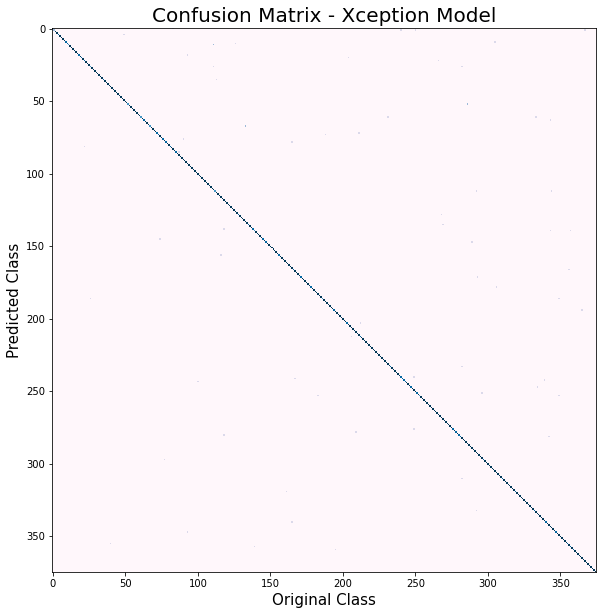 Confusion Matrix - Xception Model
0
50
100
150
200
250
300
350
Predicted Class
0 50 100 150 200 250 300 350
Original Class